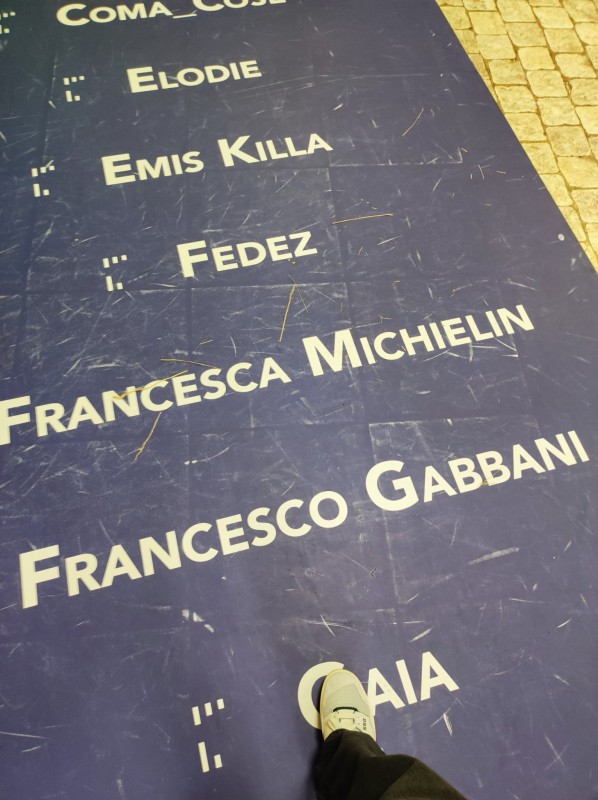 COMA_COSE
ELODIE
EMIS KILLA
FEDEZ
FRANCESCA MICHIELIN
FRANCESCO GABBANI
GAIA